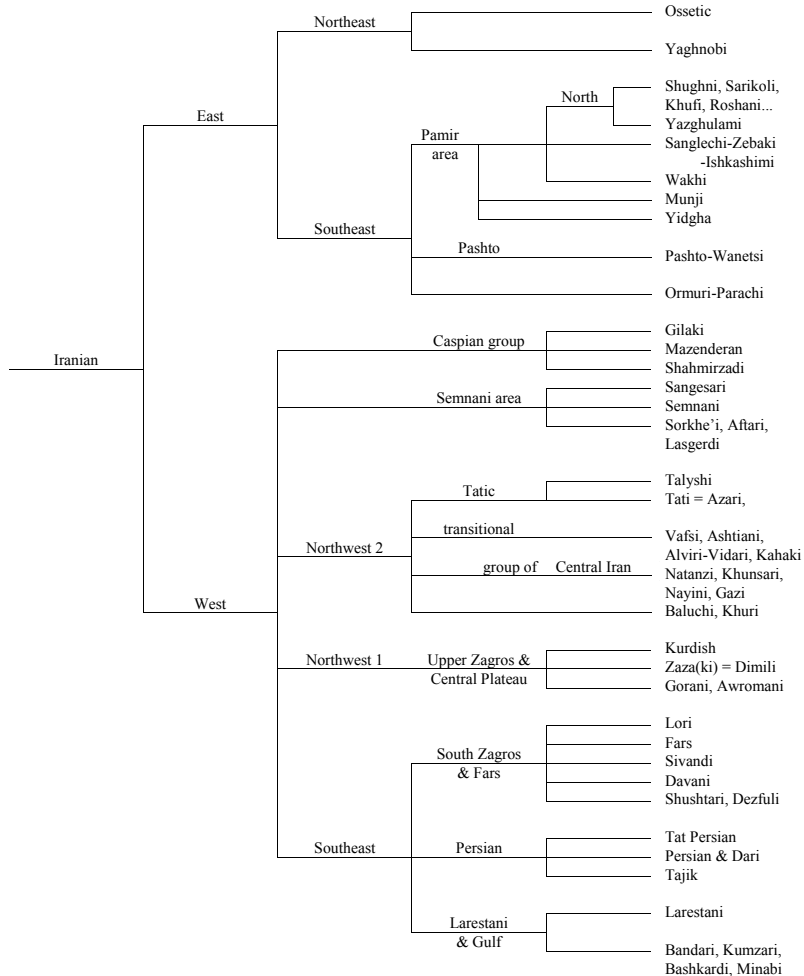 Ossetic
Northeast
Yaghnobi
Shughni, Sarikoli,
North
Khufi, Roshani...
East
Yazghulami
Pamir
area
Sanglechi-Zebaki
-Ishkashimi
Wakhi
Munji
Yidgha
Southeast
Pashto
Pashto-Wanetsi
Ormuri-Parachi
Iranian
Gilaki
Caspian group
Mazenderan
Shahmirzadi
Sangesari
Semnani area
Semnani
Sorkhe’i, Aftari,
Lasgerdi
Talyshi
Tatic
Tati = Azari,
transitional
Vafsi, Ashtiani,
Alviri-Vidari, Kahaki
Northwest 2
group of Central Iran
Natanzi, Khunsari,
Nayini, Gazi
West
Baluchi, Khuri
Kurdish
Northwest 1
Upper Zagros &
Central Plateau
Zaza(ki) = Dimili
Gorani, Awromani
Lori
Fars
South Zagros
& Fars
Sivandi
Davani
Shushtari, Dezfuli
Tat Persian
Southeast
Persian
Persian & Dari
Tajik
Larestani
Larestani
& Gulf
Bandari, Kumzari,
Bashkardi, Minabi